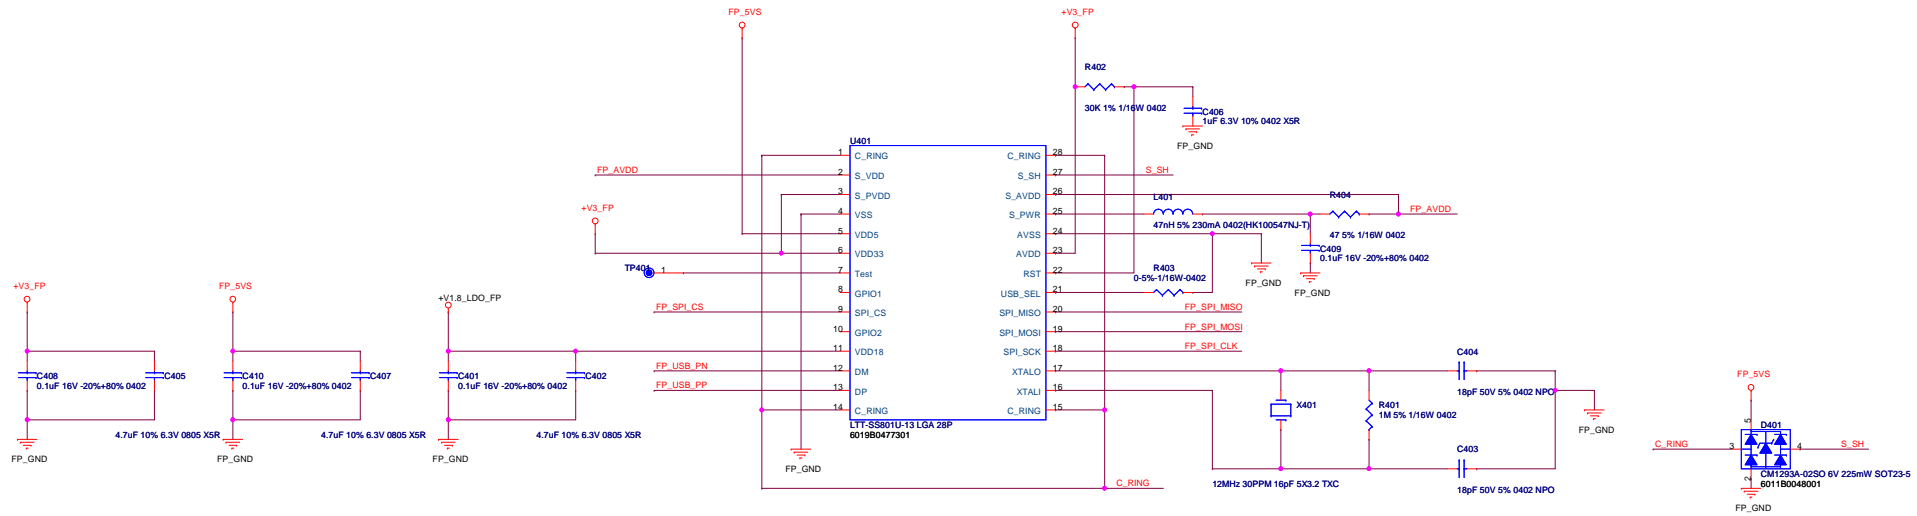 FP_5VS
+V3_FP
R402
30K 1% 1/16W 0402
C406
1uF 6.3V 10% 0402 X5R
FP_GND
U401
1 C_RING
2 S_VDD
3 S_PVDD
4 VSS
5 VDD5
6 VDD33
7 Test
8 GPIO1
9 SPI_CS
10 GPIO2
11 VDD18
12 DM
13 DP
14 C_RING
C_RING 28
S_SH 27
S_AVDD 26
S_PWR 25
AVSS 24
AVDD 23
RST 22
USB_SEL 21
SPI_MISO 20
SPI_MOSI 19
SPI_SCK 18
XTALO 17
XTALI 16
C_RING 15
LTT-SS801U-13 LGA 28P
6019B0477301
FP_AVDD
+V3_FP
TP401
1
FP_SPI_CS
FP_USB_PN
FP_USB_PP
FP_GND
S_SH
L401
47nH 5% 230mA 0402(HK100547NJ-T)
R404
47 5% 1/16W 0402
FP_AVDD
C409
0.1uF 16V -20%+80% 0402
FP_GND
FP_GND
R403
0-5%-1/16W-0402
FP_SPI_MISO
FP_SPI_MOSI
FP_SPI_CLK
X401
12MHz 30PPM 16pF 5X3.2 TXC
R401
1M 5% 1/16W 0402
C404
18pF 50V 5% 0402 NPO
C403
18pF 50V 5% 0402 NPO
FP_GND
C_RING
+V3_FP
C408
0.1uF 16V -20%+80% 0402
C405
4.7uF 10% 6.3V 0805 X5R
FP_GND
FP_5VS
C410
0.1uF 16V -20%+80% 0402
C407
4.7uF 10% 6.3V 0805 X5R
FP_GND
+V1.8_LDO_FP
C401
0.1uF 16V -20%+80% 0402
C402
4.7uF 10% 6.3V 0805 X5R
FP_GND
FP_5VS
5
D401
C_RING
3
4
S_SH
CM1293A-02SO 6V 225mW SOT23-5
6011B0048001
2
FP_GND